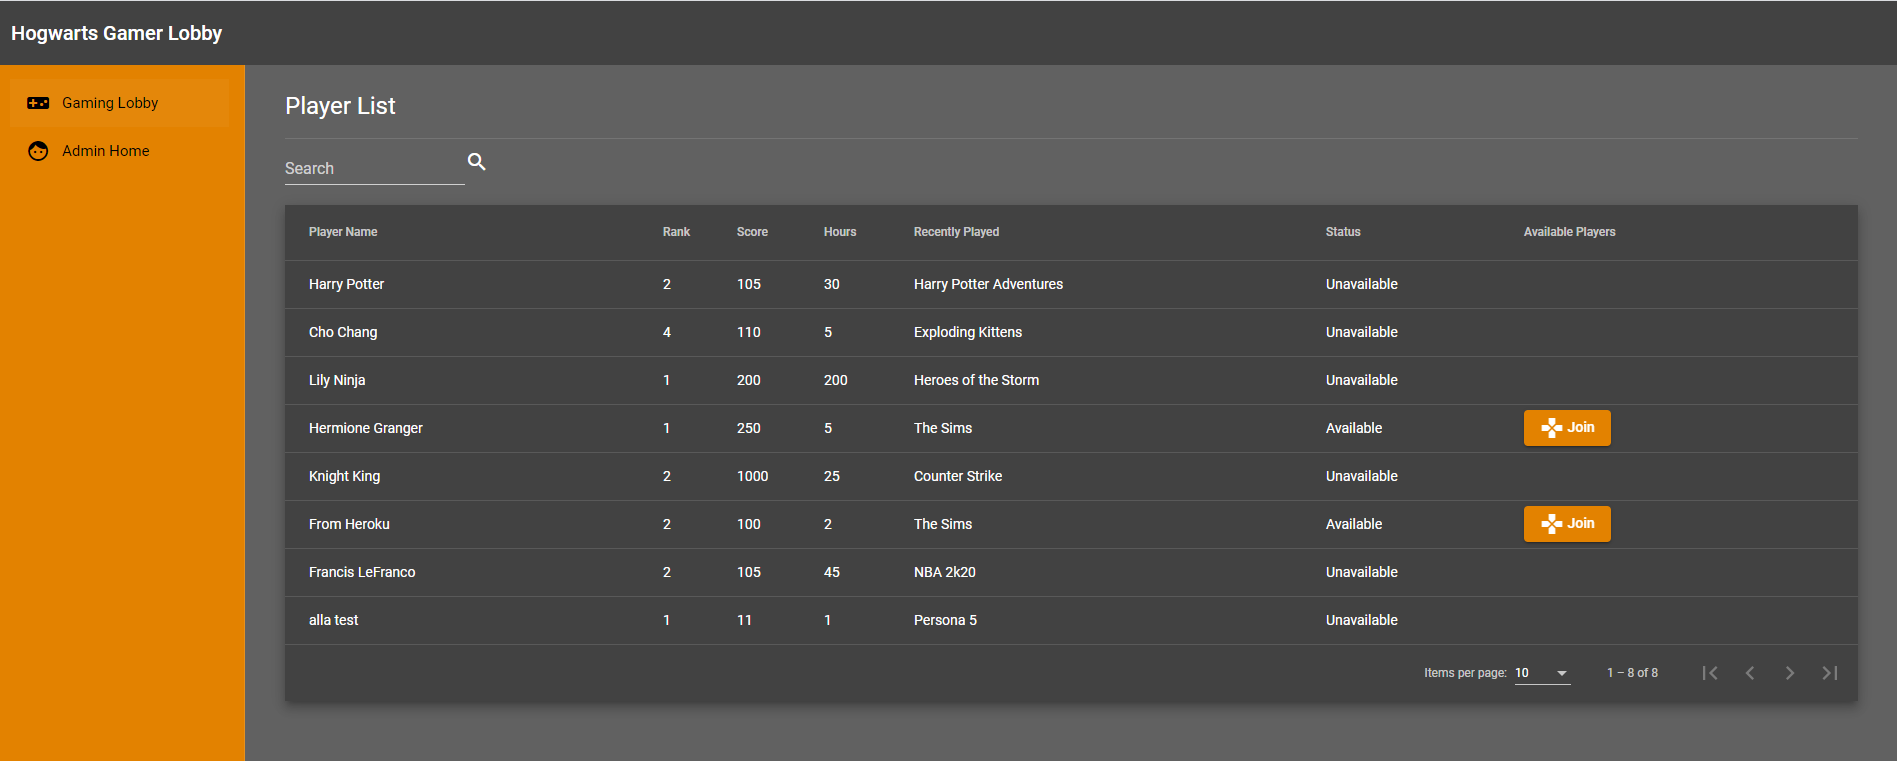 Hogwarts Gamer Lobby
Gaming Lobby
Admin Home
Player List
Search
Player Name Rank Score Hours Recently Played Status Available Players
Harry Potter 2 105 30 Harry Potter Adventures Unavailable
Cho Chang 4 110 5 Exploding Kittens Unavailable
Lily Ninja 1 200 200 Heroes of the Storm Unavailable
Hermione Granger 1 250 5 The Sims Available Join
Knight King 2 1000 25 Counter Strike Unavailable
From Heroku 2 100 2 The Sims Available Join
Francis LeFranco 2 105 45 NBA 2k20 Unavailable
alla test 1 11 1 Persona 5 Unavailable
Items per page: 10 1 – 8 of 8